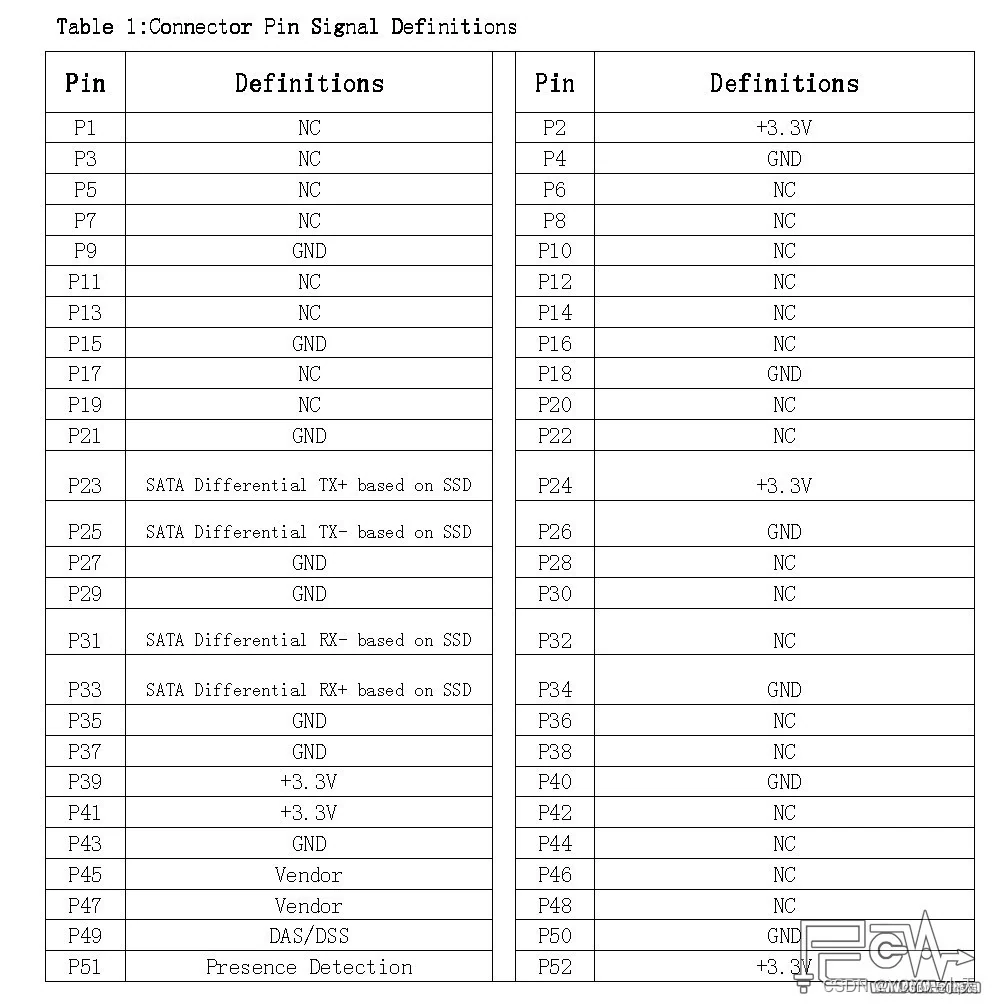 Table 1:Connector Pin Signal Definitions
Pin Definitions Pin Definitions
P1 NC P2 +3.3V
P3 NC P4 GND
P5 NC P6 NC
P7 NC P8 NC
P9 GND P10 NC
P11 NC P12 NC
P13 NC P14 NC
P15 GND P16 NC
P17 NC P18 GND
P19 NC P20 NC
P21 GND P22 NC
P23 SATA Differential TX+ based on SSD P24 +3.3V
P25 SATA Differential TX- based on SSD P26 GND
P27 GND P28 NC
P29 GND P30 NC
P31 SATA Differential RX- based on SSD P32 NC
P33 SATA Differential RX+ based on SSD P34 GND
P35 GND P36 NC
P37 GND P38 NC
P39 +3.3V P40 GND
P41 +3.3V P42 NC
P43 GND P44 NC
P45 Vendor P46 NC
P47 Vendor P48 NC
P49 DAS/DSS P50 GND
P51 Presence Detection P52 +3.3V
CSDN